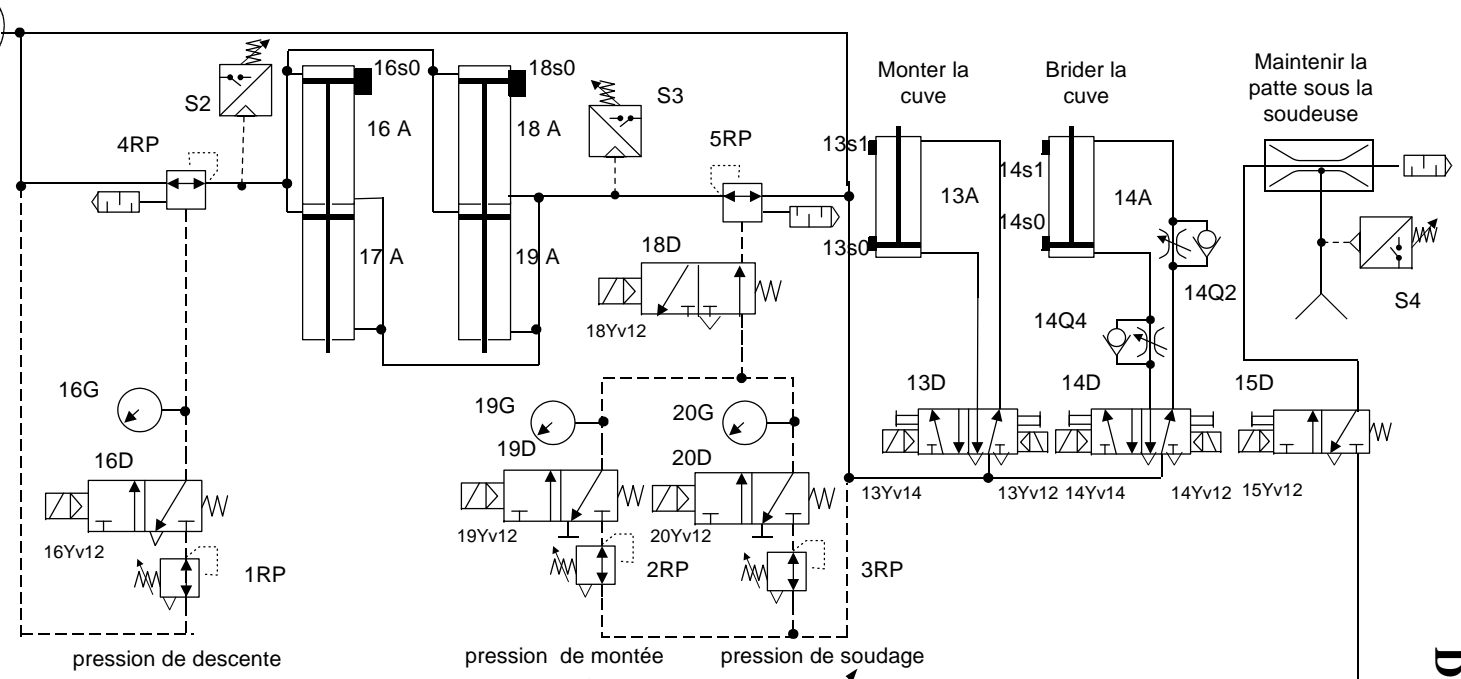 Monter la
cuve
Brider la
cuve
Maintenir la
patte sous la
soudeuse
S2
16s0
18s0
S3
4RP
16 A
18 A
5RP
13s1
14s1
13A
14A
14s0
13s0
17 A
19 A
18D
14Q2
S4
18Yv12
14Q4
16G
19G
20G
13D
14D
15D
19D
20D
16D
13Yv14
13Yv12
14Yv14
14Yv12
15Yv12
16Yv12
19Yv12
20Yv12
1RP
2RP
3RP
pression de descente
pression de montée
pression de soudage
D